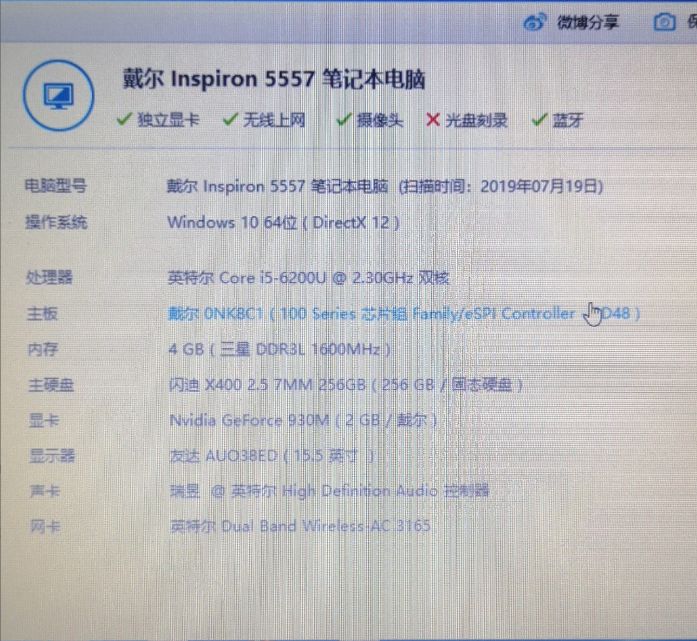 微博分享
戴尔 Inspiron 5557 笔记本电脑
独立显卡 无线上网 摄像头 光盘刻录 蓝牙
电脑型号 戴尔 Inspiron 5557 笔记本电脑 (扫描时间：2019年07月19日)
操作系统 Windows 10 64位 ( DirectX 12 )
处理器 英特尔 Core i5-6200U @ 2.30GHz 双核
主板 戴尔 0NK8C1 ( 100 Series 芯片组 Family/eSPI Controller D48 )
内存 4 GB ( 三星 DDR3L 1600MHz )
主硬盘 闪迪 X400 2.5 7MM 256GB ( 256 GB / 固态硬盘 )
显卡 Nvidia GeForce 930M ( 2 GB / 戴尔 )
显示器 友达 AUO38ED ( 15.5 英寸 )
声卡 瑞昱 @ 英特尔 High Definition Audio 控制器
网卡 英特尔 Dual Band Wireless-AC 3165